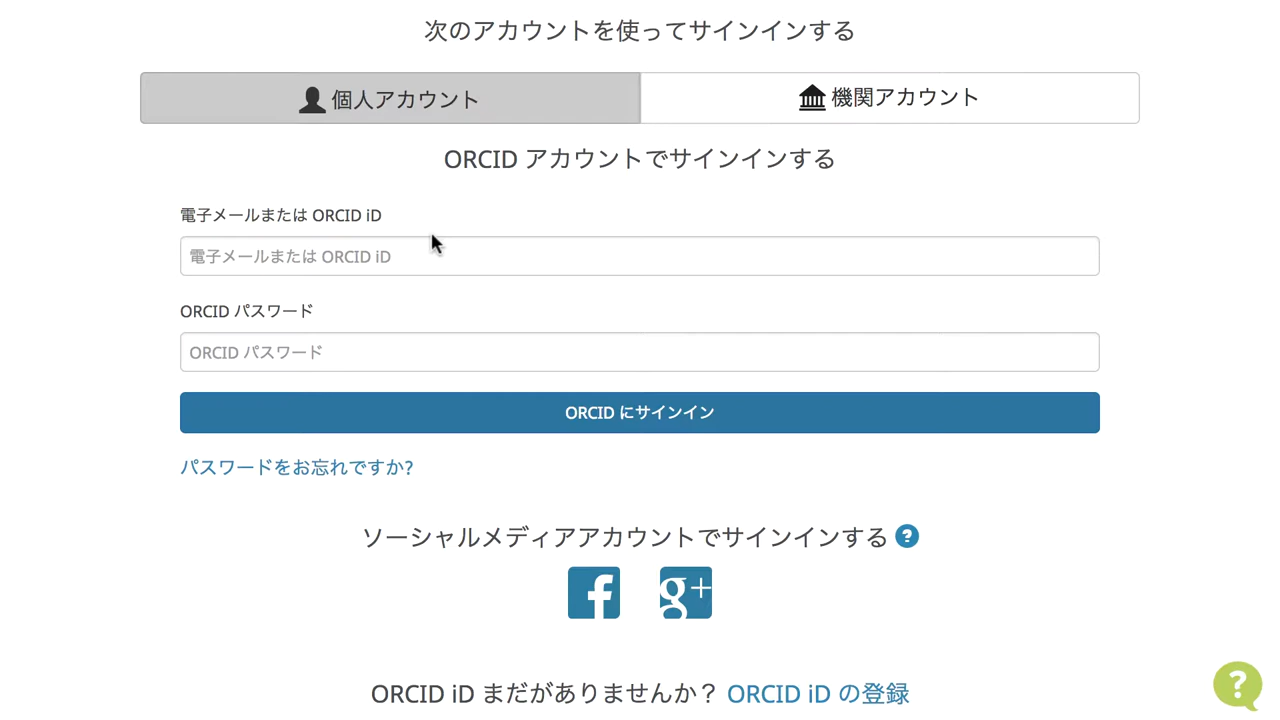 次のアカウントを使ってサインインする
個人アカウント
機関アカウント
ORCID アカウントでサインインする
電子メールまたは ORCID iD
電子メールまたは ORCID iD
ORCID パスワード
ORCID パスワード
ORCID にサインイン
パスワードをお忘れですか?
ソーシャルメディアアカウントでサインインする ?
f g+
ORCID iD まだがありませんか？ ORCID iD の登録
?